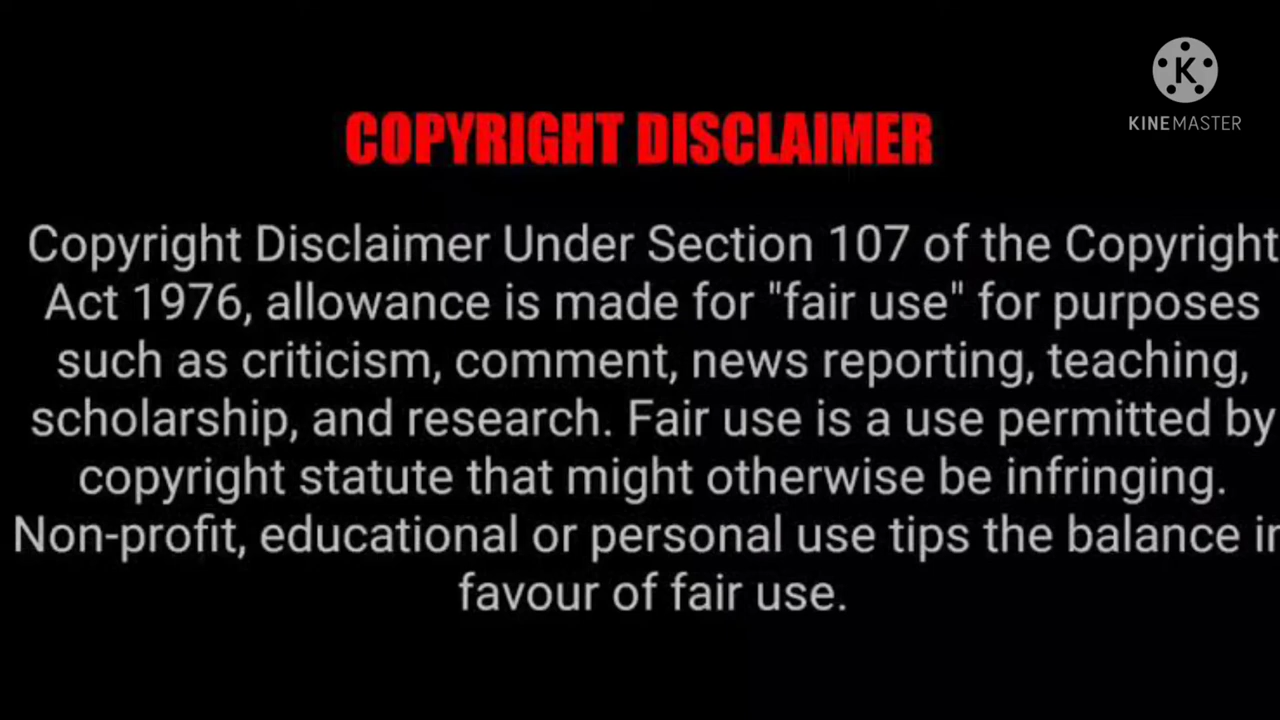 K
KINEMASTER
COPYRIGHT DISCLAIMER
Copyright Disclaimer Under Section 107 of the Copyright
Act 1976, allowance is made for "fair use" for purposes
such as criticism, comment, news reporting, teaching,
scholarship, and research. Fair use is a use permitted by
copyright statute that might otherwise be infringing.
Non-profit, educational or personal use tips the balance in
favour of fair use.